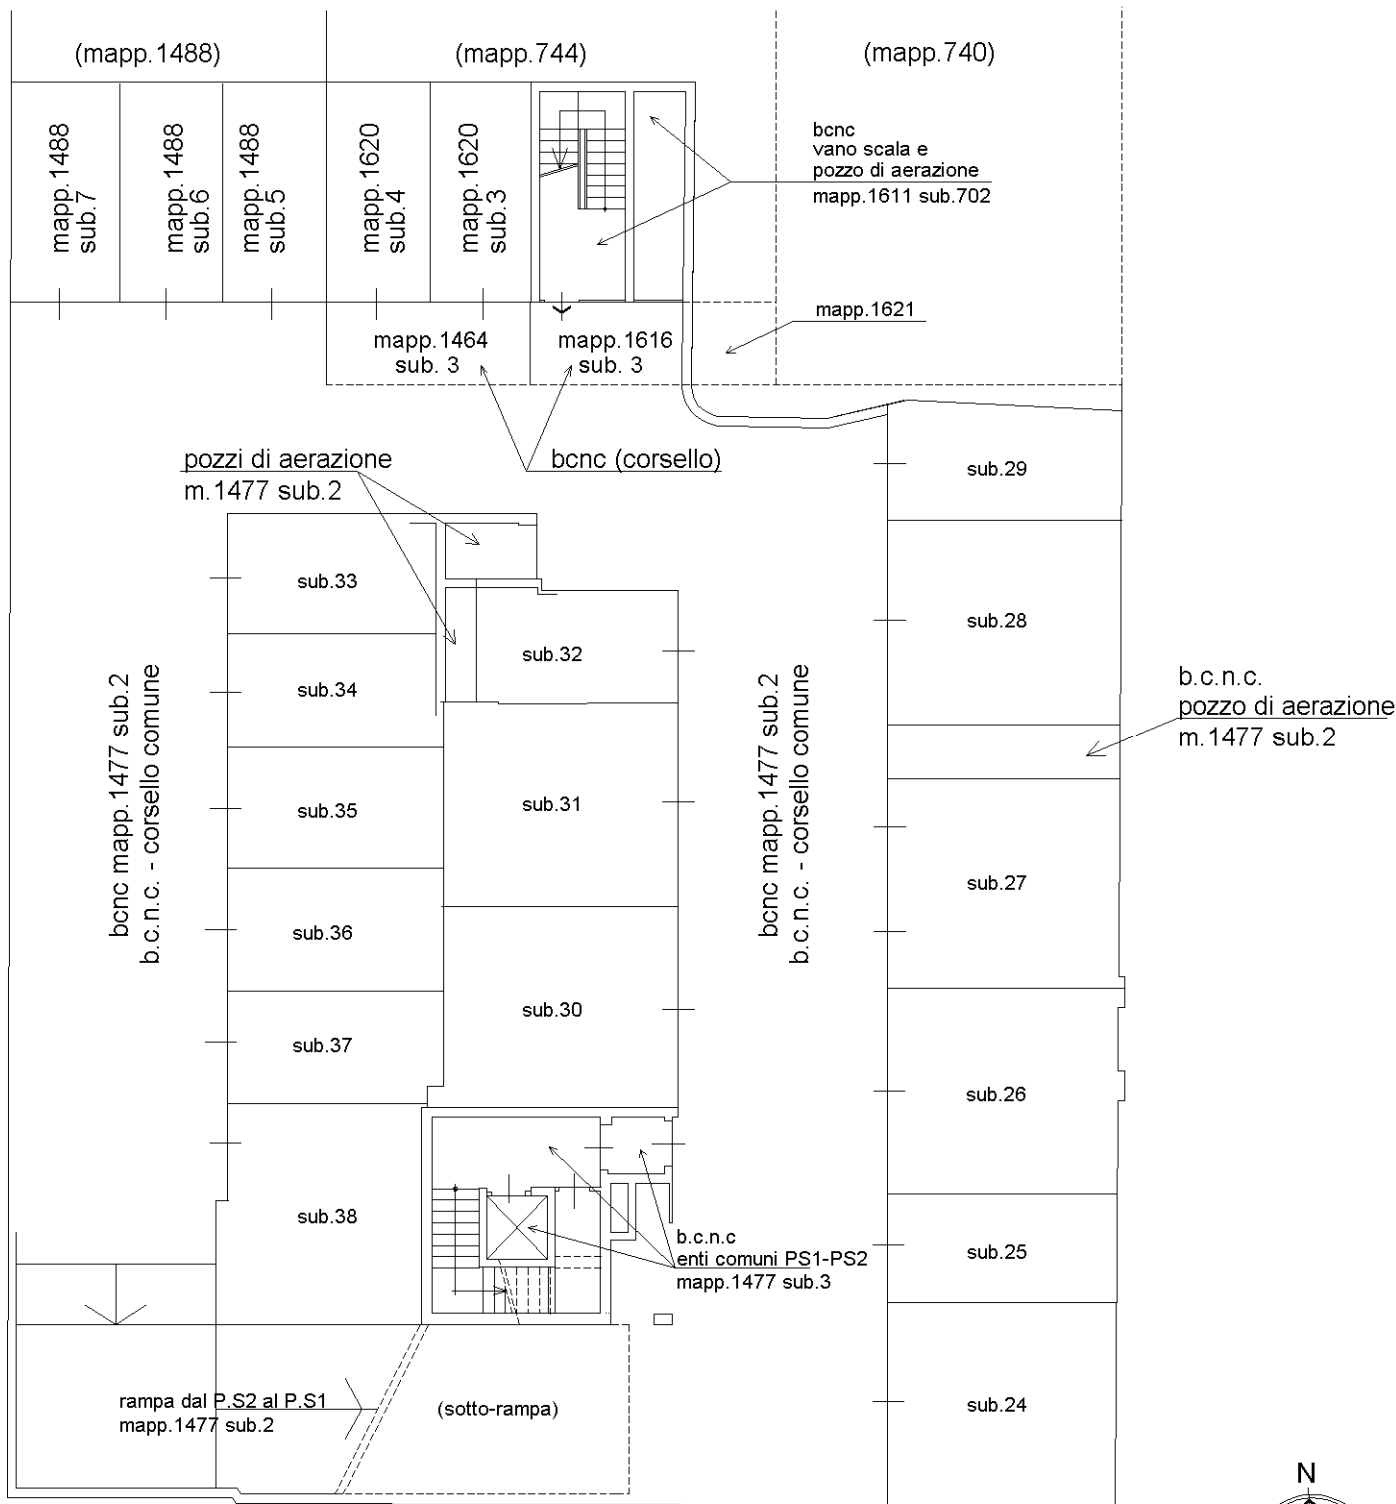 (mapp.1488)
(mapp.744)
(mapp.740)
mapp.1488
sub.7
mapp.1488
sub.6
mapp.1488
sub.5
mapp.1620
sub.4
mapp.1620
sub.3
bcnc
vano scala e
pozzo di aerazione
mapp.1611 sub.702
mapp.1621
mapp.1464
sub. 3
mapp.1616
sub. 3
pozzi di aerazione
m.1477 sub.2
bcnc (corsello)
sub.29
sub.33
sub.28
sub.32
sub.34
bcnc mapp.1477 sub.2
b.c.n.c. - corsello comune
bcnc mapp.1477 sub.2
b.c.n.c. - corsello comune
b.c.n.c.
pozzo di aerazione
m.1477 sub.2
sub.31
sub.35
sub.27
sub.36
sub.30
sub.37
sub.26
sub.38
b.c.n.c
enti comuni PS1-PS2
mapp.1477 sub.3
sub.25
rampa dal P.S2 al P.S1
mapp.1477 sub.2
(sotto-rampa)
sub.24
N